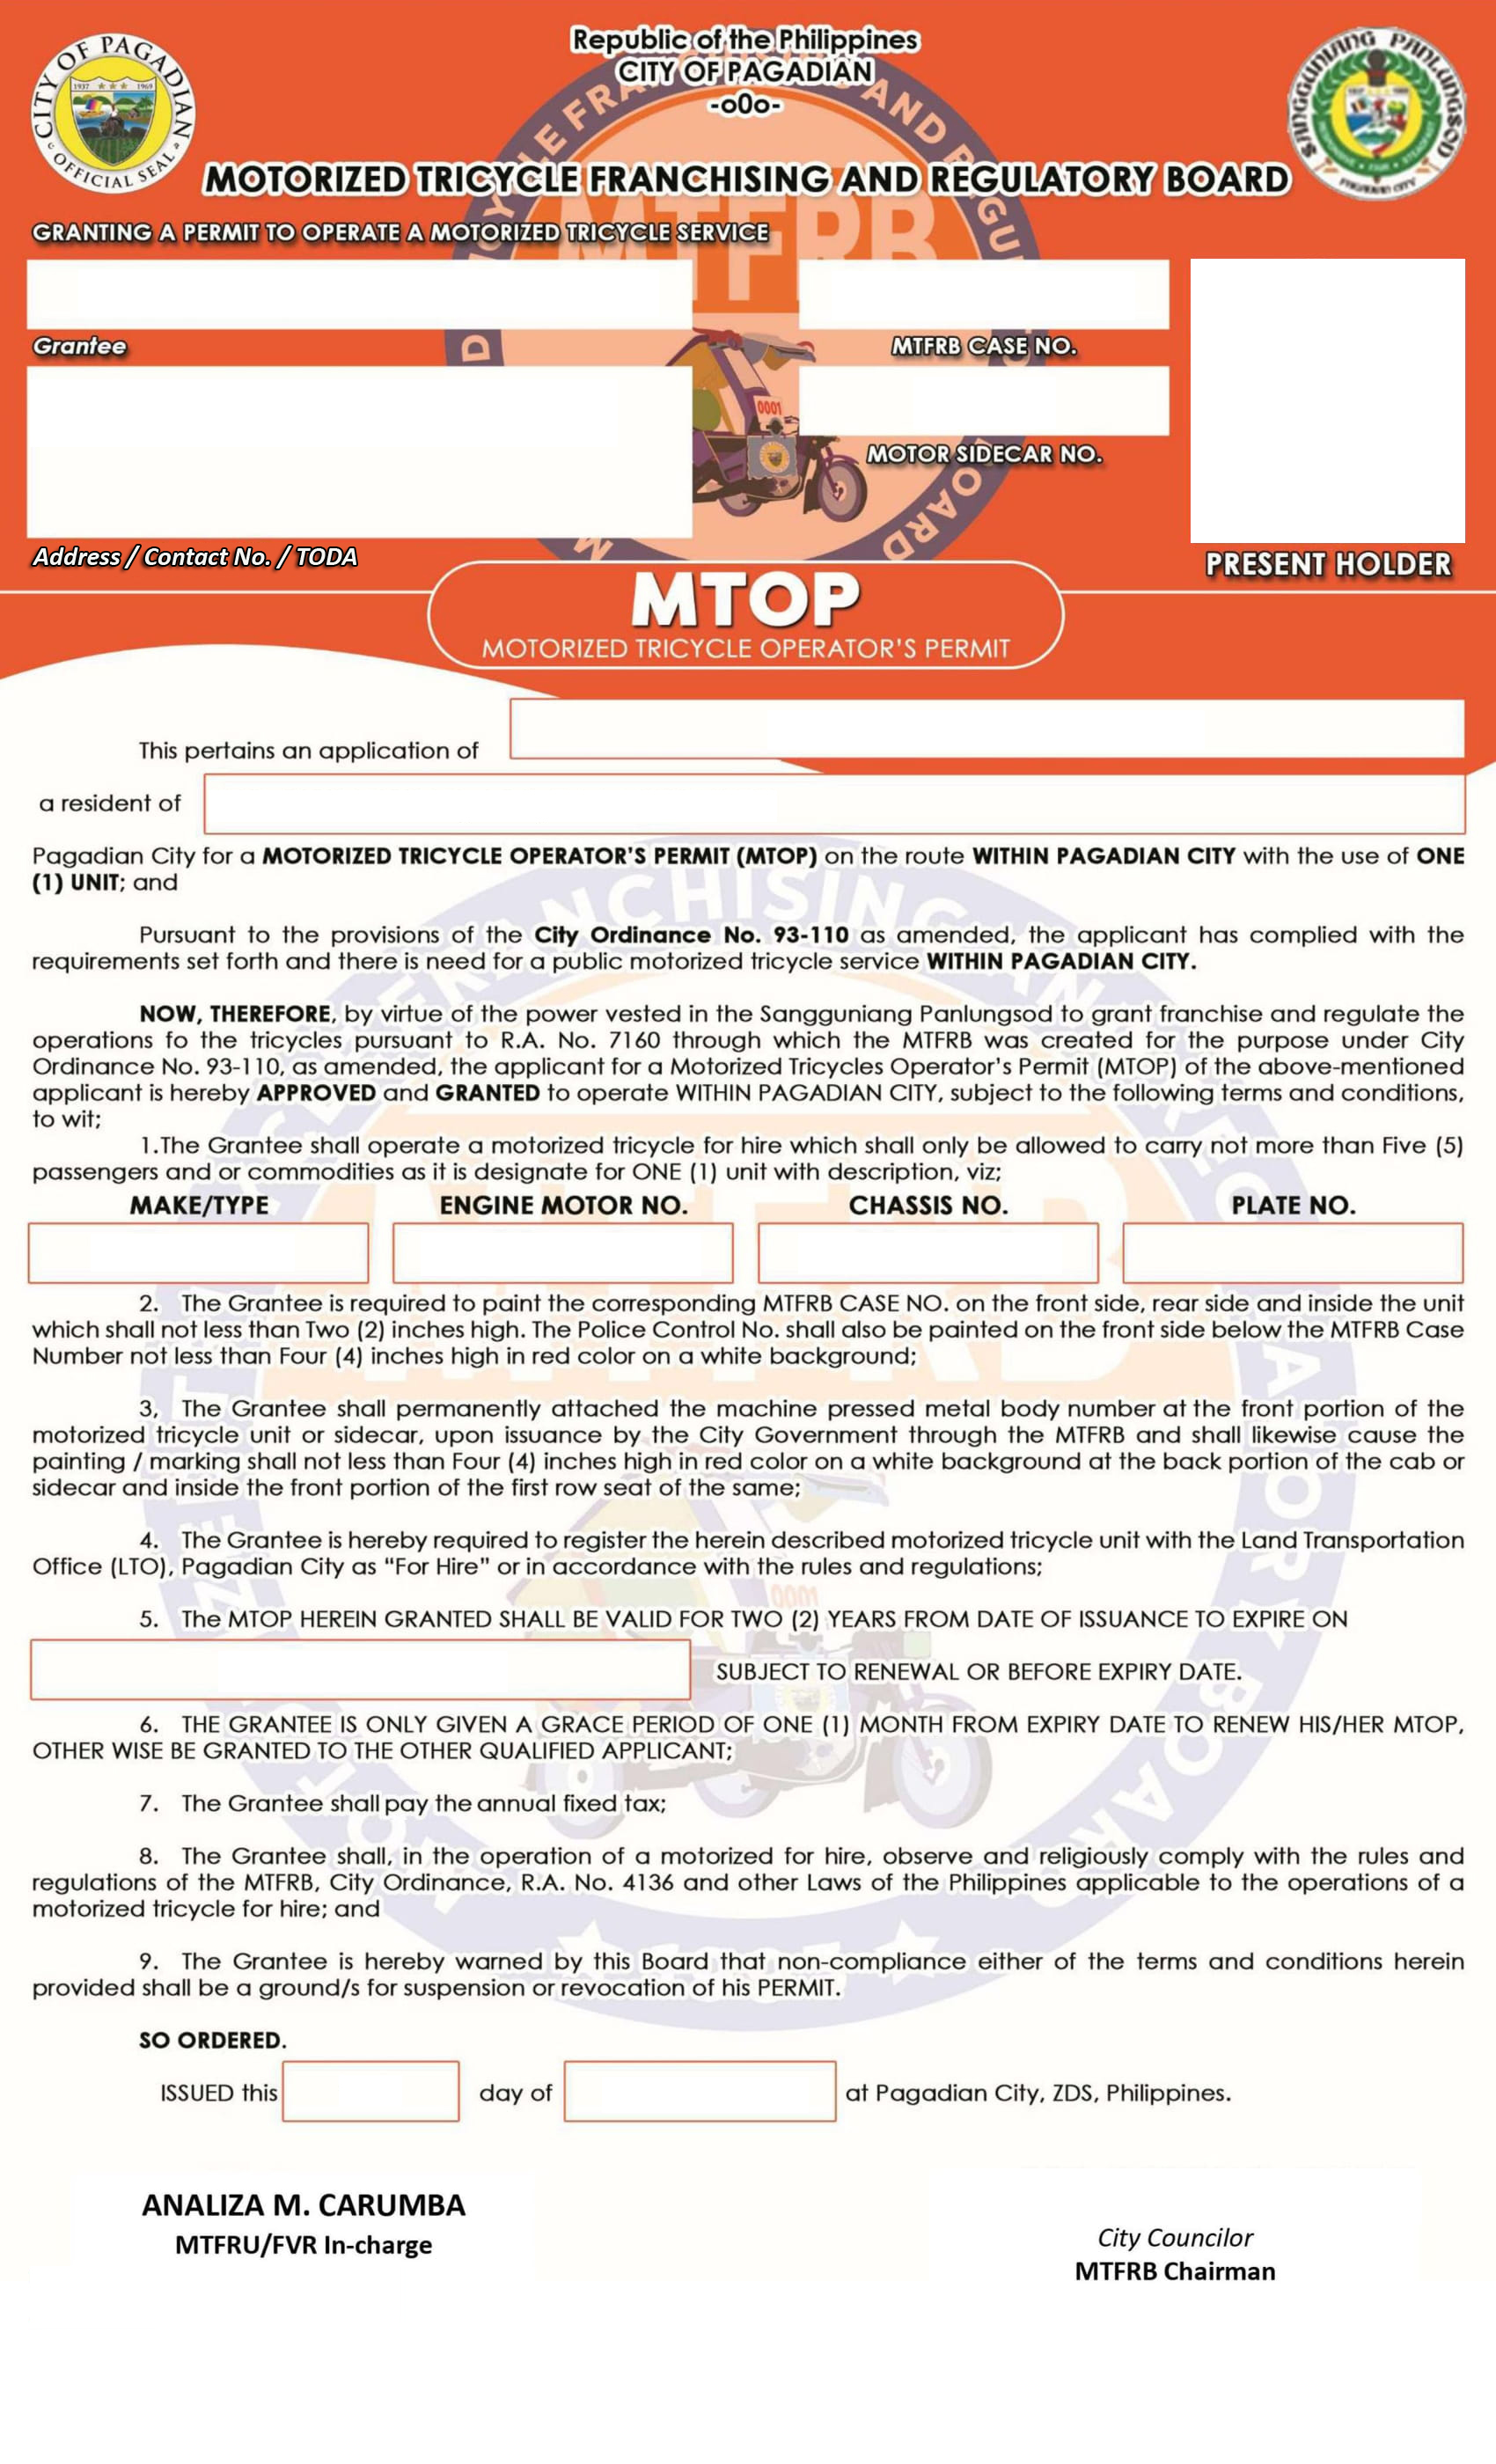 Republic of the Philippines
CITY OF PAGADIAN
-o0o-
CITY OF PAGADIAN
1937 1969
OFFICIAL SEAL
SANGGUNIANG PANLUNGSOD
PAGADIAN CITY
MOTORIZED TRICYCLE FRANCHISING AND REGULATORY BOARD
GRANTING A PERMIT TO OPERATE A MOTORIZED TRICYCLE SERVICE
MTFRB
Grantee
MTFRB CASE NO.
0001
MOTOR SIDECAR NO.
Address / Contact No. / TODA
PRESENT HOLDER
MTOP
MOTORIZED TRICYCLE OPERATOR'S PERMIT
This pertains an application of
a resident of
Pagadian City for a MOTORIZED TRICYCLE OPERATOR'S PERMIT (MTOP) on the route WITHIN PAGADIAN CITY with the use of ONE
(1) UNIT; and
Pursuant to the provisions of the City Ordinance No. 93-110 as amended, the applicant has complied with the
requirements set forth and there is need for a public motorized tricycle service WITHIN PAGADIAN CITY.
NOW, THEREFORE, by virtue of the power vested in the Sangguniang Panlungsod to grant franchise and regulate the
operations fo the tricycles pursuant to R.A. No. 7160 through which the MTFRB was created for the purpose under City
Ordinance No. 93-110, as amended, the applicant for a Motorized Tricycles Operator's Permit (MTOP) of the above-mentioned
applicant is hereby APPROVED and GRANTED to operate WITHIN PAGADIAN CITY, subject to the following terms and conditions,
to wit;
1.The Grantee shall operate a motorized tricycle for hire which shall only be allowed to carry not more than Five (5)
passengers and or commodities as it is designate for ONE (1) unit with description, viz;
MAKE/TYPE ENGINE MOTOR NO. CHASSIS NO. PLATE NO.
2. The Grantee is required to paint the corresponding MTFRB CASE NO. on the front side, rear side and inside the unit
which shall not less than Two (2) inches high. The Police Control No. shall also be painted on the front side below the MTFRB Case
Number not less than Four (4) inches high in red color on a white background;
3, The Grantee shall permanently attached the machine pressed metal body number at the front portion of the
motorized tricycle unit or sidecar, upon issuance by the City Government through the MTFRB and shall likewise cause the
painting / marking shall not less than Four (4) inches high in red color on a white background at the back portion of the cab or
sidecar and inside the front portion of the first row seat of the same;
4. The Grantee is hereby required to register the herein described motorized tricycle unit with the Land Transportation
Office (LTO), Pagadian City as "For Hire" or in accordance with the rules and regulations;
5. The MTOP HEREIN GRANTED SHALL BE VALID FOR TWO (2) YEARS FROM DATE OF ISSUANCE TO EXPIRE ON
SUBJECT TO RENEWAL OR BEFORE EXPIRY DATE.
6. THE GRANTEE IS ONLY GIVEN A GRACE PERIOD OF ONE (1) MONTH FROM EXPIRY DATE TO RENEW HIS/HER MTOP,
OTHER WISE BE GRANTED TO THE OTHER QUALIFIED APPLICANT;
7. The Grantee shall pay the annual fixed tax;
8. The Grantee shall, in the operation of a motorized for hire, observe and religiously comply with the rules and
regulations of the MTFRB, City Ordinance, R.A. No. 4136 and other Laws of the Philippines applicable to the operations of a
motorized tricycle for hire; and
9. The Grantee is hereby warned by this Board that non-compliance either of the terms and conditions herein
provided shall be a ground/s for suspension or revocation of his PERMIT.
SO ORDERED.
ISSUED this day of at Pagadian City, ZDS, Philippines.
ANALIZA M. CARUMBA
MTFRU/FVR In-charge
City Councilor
MTFRB Chairman